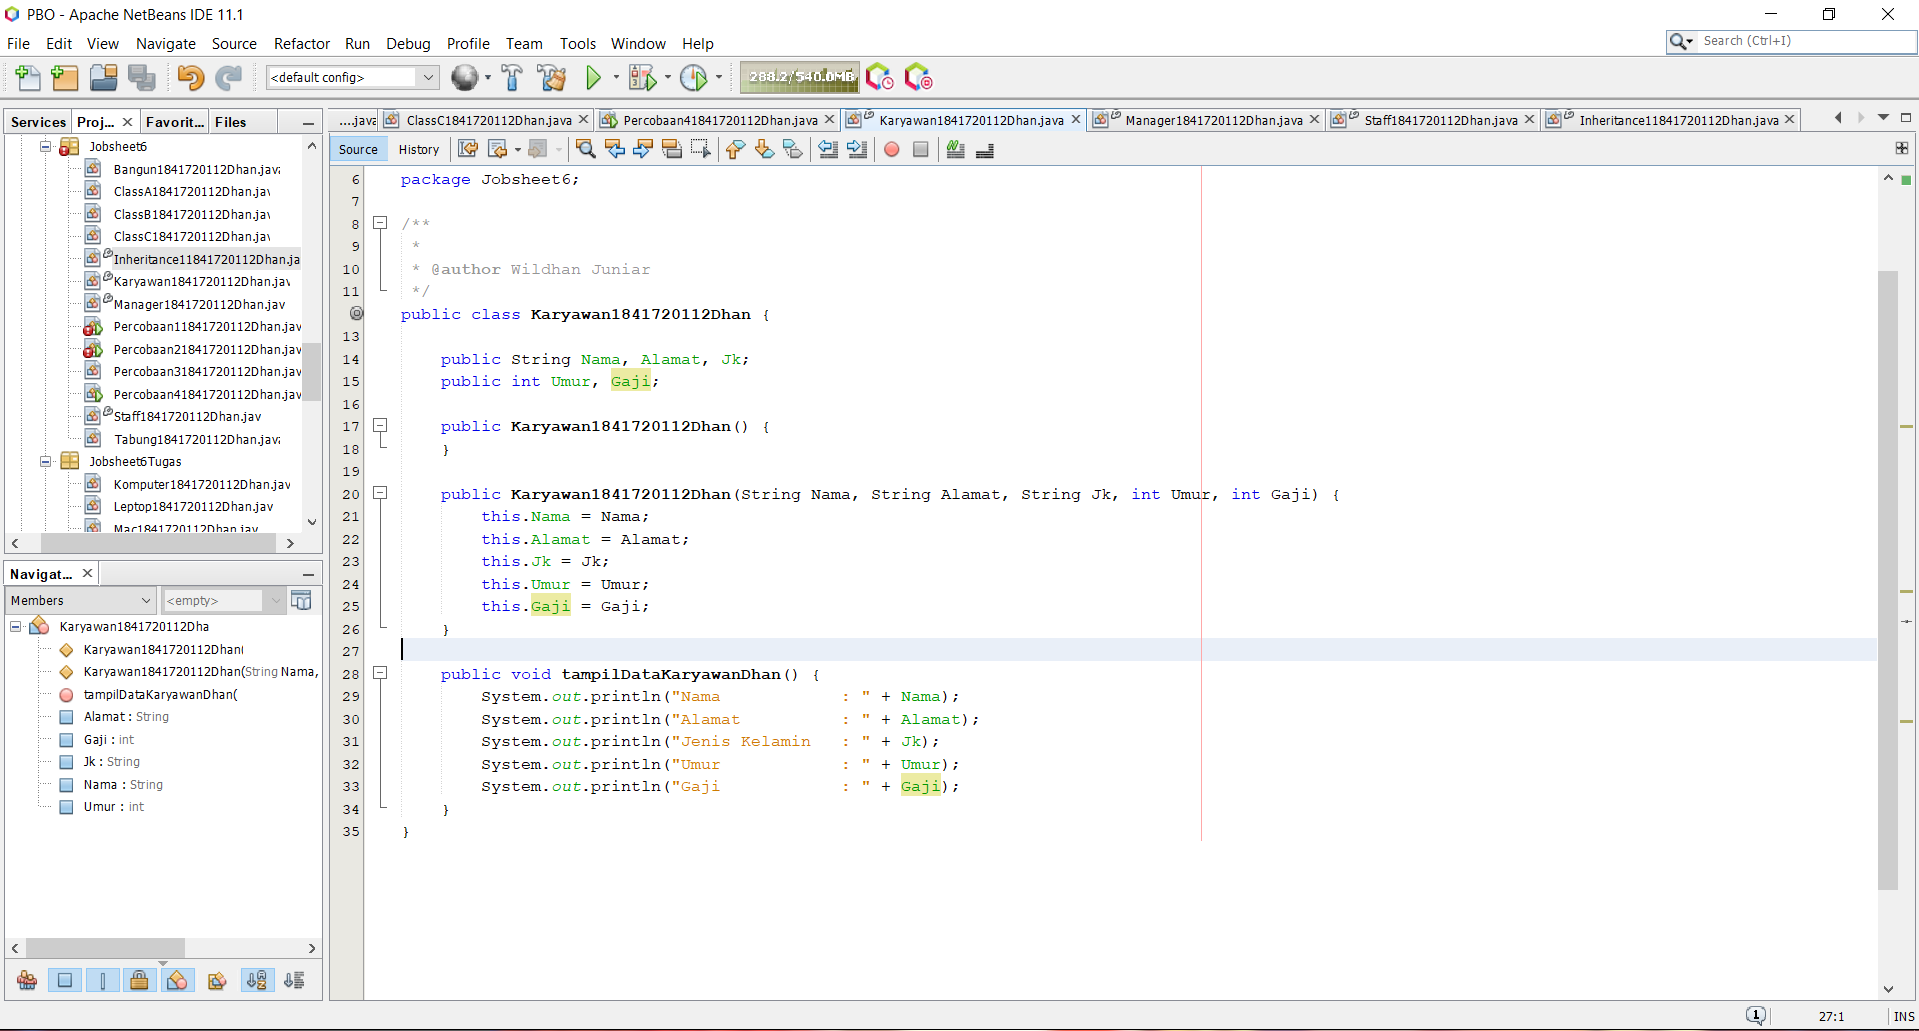 PBO - Apache NetBeans IDE 11.1
File Edit View Navigate Source Refactor Run Debug Profile Team Tools Window Help
Search (Ctrl+I)
<default config>
288.2/540.0MB
Services Proj... Favorit... Files
....java ClassC1841720112Dhan.java Percobaan41841720112Dhan.java Karyawan1841720112Dhan.java Manager1841720112Dhan.java Staff1841720112Dhan.java Inheritance11841720112Dhan.java
Source History
Jobsheet6
Bangun1841720112Dhan.java
ClassA1841720112Dhan.jav
ClassB1841720112Dhan.jav
ClassC1841720112Dhan.jav
Inheritance11841720112Dhan.ja
Karyawan1841720112Dhan.jav
Manager1841720112Dhan.jav
Percobaan11841720112Dhan.jav
Percobaan21841720112Dhan.jav
Percobaan31841720112Dhan.jav
Percobaan41841720112Dhan.jav
Staff1841720112Dhan.jav
Tabung1841720112Dhan.java
Jobsheet6Tugas
Komputer1841720112Dhan.jav
Leptop1841720112Dhan.jav
Mac1841720112Dhan.jav
Navigat...
Members <empty>
Karyawan1841720112Dha
Karyawan1841720112Dhan(
Karyawan1841720112Dhan(String Nama,
tampilDataKaryawanDhan(
Alamat : String
Gaji : int
Jk : String
Nama : String
Umur : int
6 package Jobsheet6;
7
8 /**
9 *
10 * @author Wildhan Juniar
11 */
public class Karyawan1841720112Dhan {
13
14 public String Nama, Alamat, Jk;
15 public int Umur, Gaji;
16
17 public Karyawan1841720112Dhan() {
18 }
19
20 public Karyawan1841720112Dhan(String Nama, String Alamat, String Jk, int Umur, int Gaji) {
21 this.Nama = Nama;
22 this.Alamat = Alamat;
23 this.Jk = Jk;
24 this.Umur = Umur;
25 this.Gaji = Gaji;
26 }
27
28 public void tampilDataKaryawanDhan() {
29 System.out.println("Nama            : " + Nama);
30 System.out.println("Alamat          : " + Alamat);
31 System.out.println("Jenis Kelamin   : " + Jk);
32 System.out.println("Umur            : " + Umur);
33 System.out.println("Gaji            : " + Gaji);
34 }
35 }
1 27:1 INS